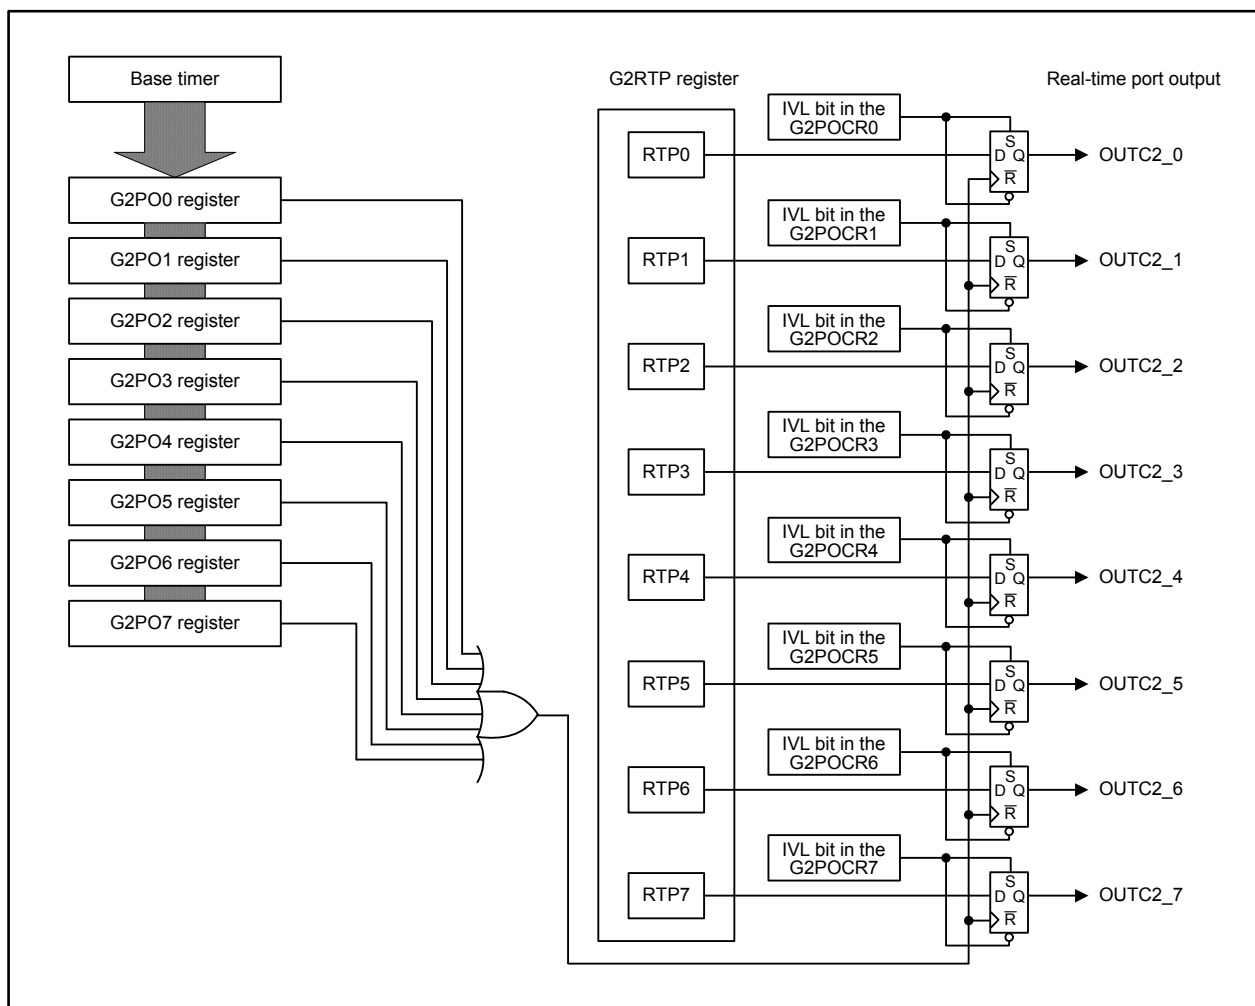 Base timer
G2PO0 register
G2PO1 register
G2PO2 register
G2PO3 register
G2PO4 register
G2PO5 register
G2PO6 register
G2PO7 register
G2RTP register
RTP0
RTP1
RTP2
RTP3
RTP4
RTP5
RTP6
RTP7
IVL bit in the
G2POCR0
IVL bit in the
G2POCR1
IVL bit in the
G2POCR2
IVL bit in the
G2POCR3
IVL bit in the
G2POCR4
IVL bit in the
G2POCR5
IVL bit in the
G2POCR6
IVL bit in the
G2POCR7
Real-time port output
S
D Q
R̅
OUTC2_0
S
D Q
R̅
OUTC2_1
S
D Q
R̅
OUTC2_2
S
D Q
R̅
OUTC2_3
S
D Q
R̅
OUTC2_4
S
D Q
R̅
OUTC2_5
S
D Q
R̅
OUTC2_6
S
D Q
R̅
OUTC2_7